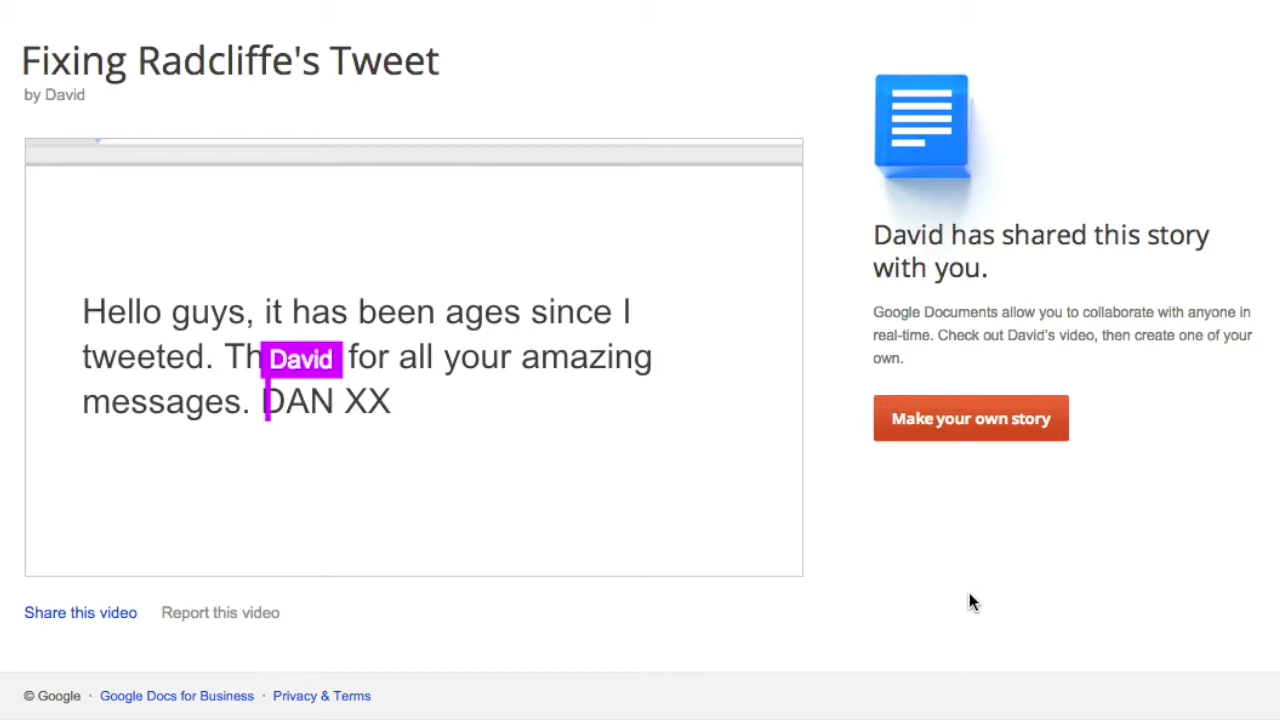 Fixing Radcliffe's Tweet
by David
Hello guys, it has been ages since I
tweeted. Th David for all your amazing
messages. DAN XX
Share this video Report this video
David has shared this story
with you.
Google Documents allow you to collaborate with anyone in
real-time. Check out David's video, then create one of your
own.
Make your own story
© Google · Google Docs for Business · Privacy & Terms